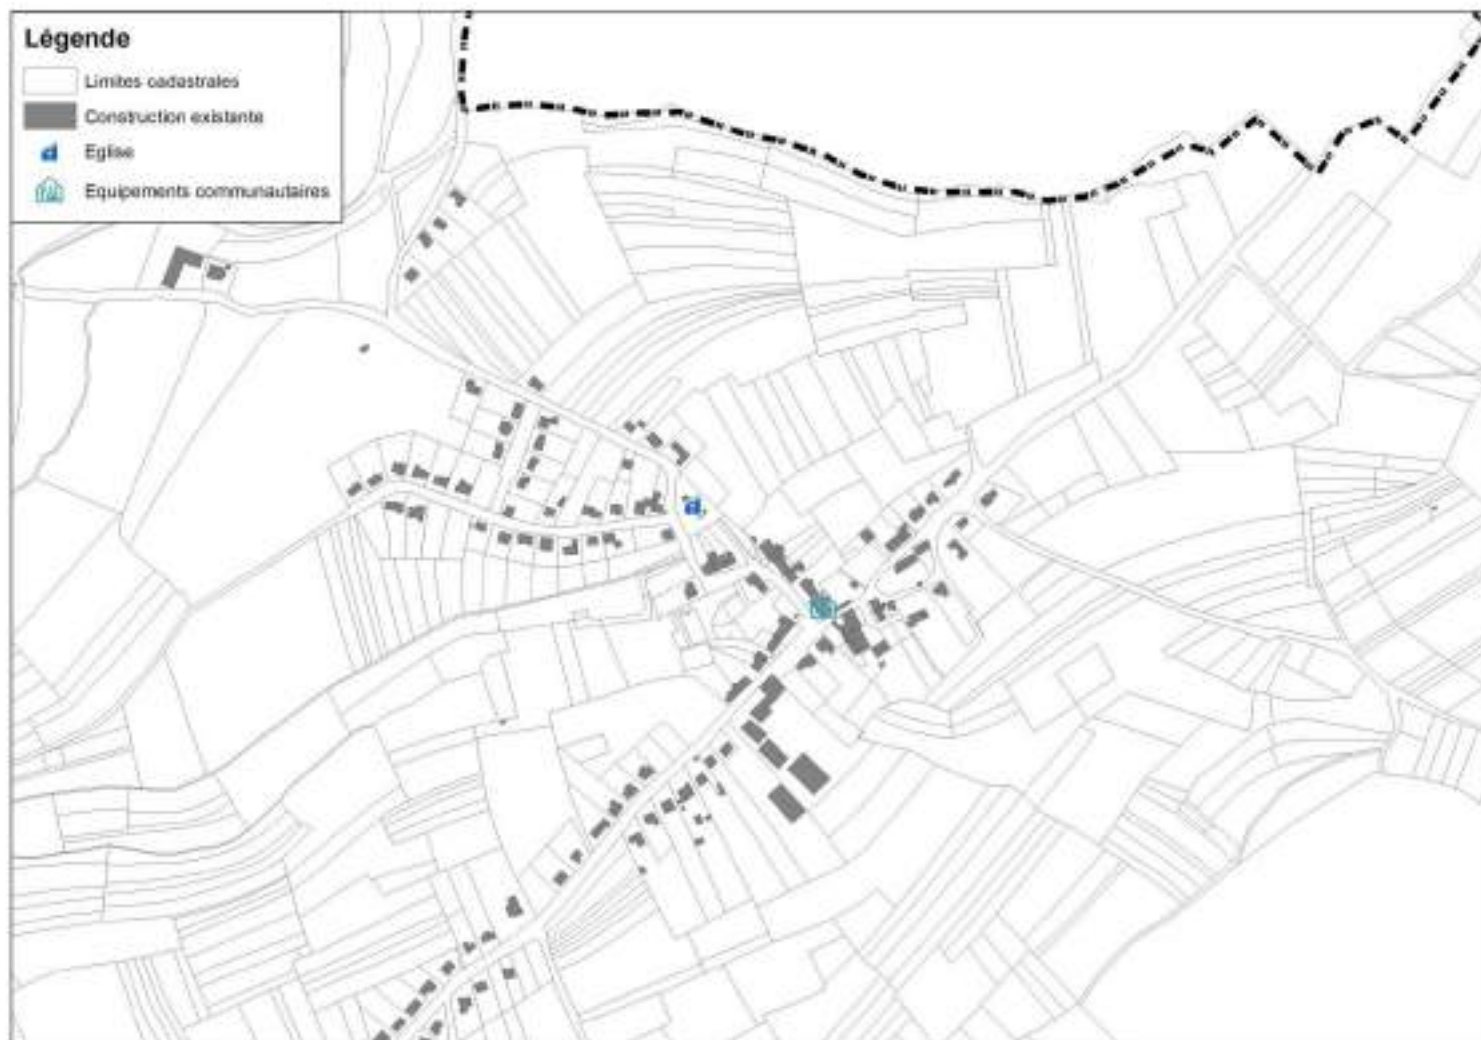 Légende
Limites cadastrales
Construction existante
Eglise
Equipements communautaires